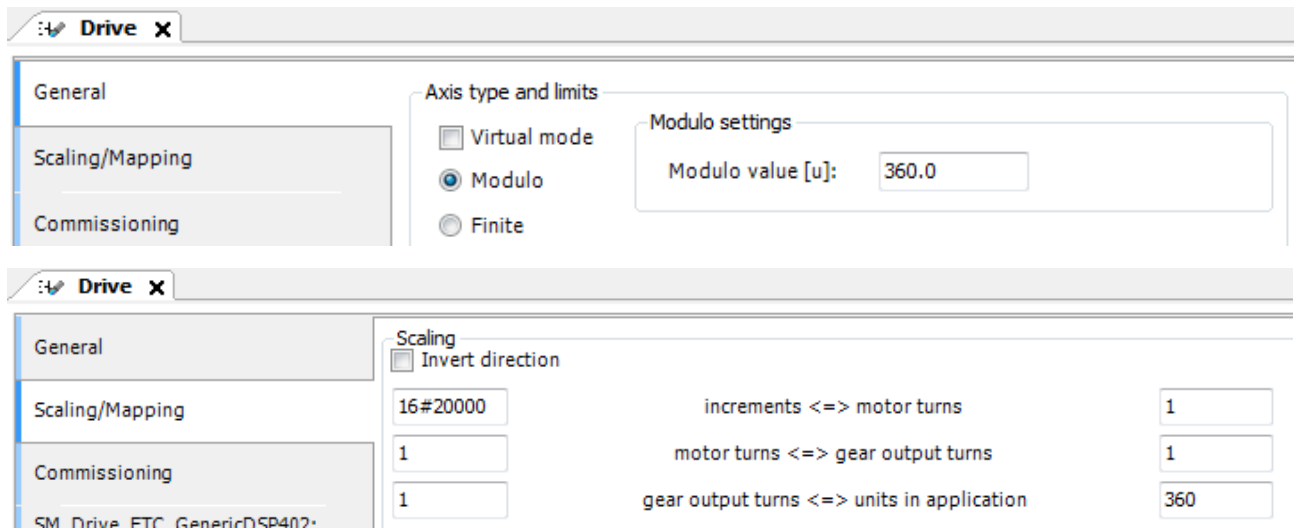 Drive X
General
Axis type and limits
Virtual mode
Modulo settings
Scaling/Mapping
Modulo value [u]: 360.0
Modulo
Commissioning
Finite
Drive X
General
Scaling
Invert direction
Scaling/Mapping
16#20000 increments <=> motor turns 1
1 motor turns <=> gear output turns 1
Commissioning
1 gear output turns <=> units in application 360
SM_Drive_ETC_GenericDSP402: